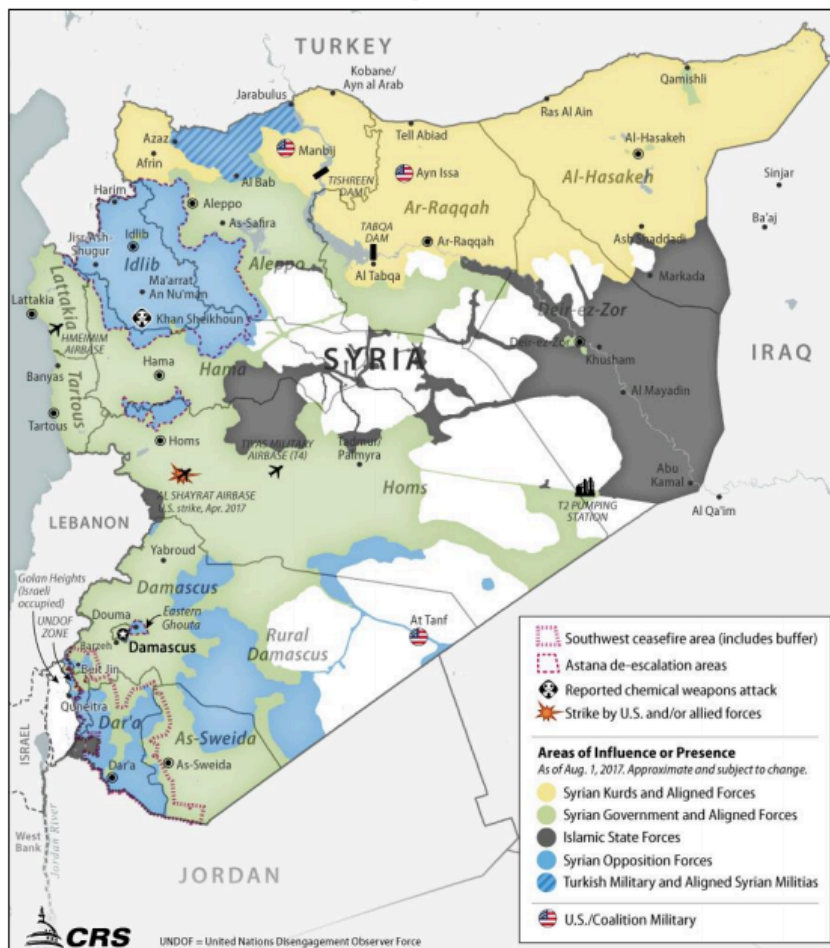 TURKEY
Kobane/
Ayn al Arab
Qamishli
Jarabulus
Ras Al Ain
Azaz
Manbij
Tell Abiad
Al-Hasakeh
Afrin
Ayn Issa
Al Bab
TISHREEN
DAM
Al-Hasakeh
Sinjar
Harim
Aleppo
Ar-Raqqah
As-Safira
TABQA
DAM
Ba'aj
Jisr-Ash-
Shugur
Idlib
Idlib
Aleppo
Ar-Raqqah
Ash Shaddadi
Al Tabqa
Markada
Ma'arrat
An Nu'man
Lattakia
Lattakia
Khan Sheikhoun
Deir-ez-Zor
HMEIMIM
AIRBASE
SYRIA
Deir-ez-Zor
Khusham
IRAQ
Hama
Hama
Banyas
Tartous
Al Mayadin
Tartous
Homs
TIYAS MILITARY
AIRBASE (T4)
Tadmur/
Palmyra
Homs
Abu
Kamal
AL SHAYRAT AIRBASE
U.S. strike, Apr. 2017
T2 PUMPING
STATION
Al Qa'im
LEBANON
Yabroud
Golan Heights
(Israeli
occupied)
Damascus
UNDOF
ZONE
Douma
Eastern
Ghouta
At Tanf
Barzeh
Damascus
Rural
Damascus
Beit Jin
Quneitra
ISRAEL
Dar'a
As-Sweida
As-Sweida
Dar'a
West
Bank
Jordan River
JORDAN
Southwest ceasefire area (includes buffer)
Astana de-escalation areas
Reported chemical weapons attack
Strike by U.S. and/or allied forces
Areas of Influence or Presence
As of Aug. 1, 2017. Approximate and subject to change.
Syrian Kurds and Aligned Forces
Syrian Government and Aligned Forces
Islamic State Forces
Syrian Opposition Forces
Turkish Military and Aligned Syrian Militias
U.S./Coalition Military
CRS
UNDOF = United Nations Disengagement Observer Force